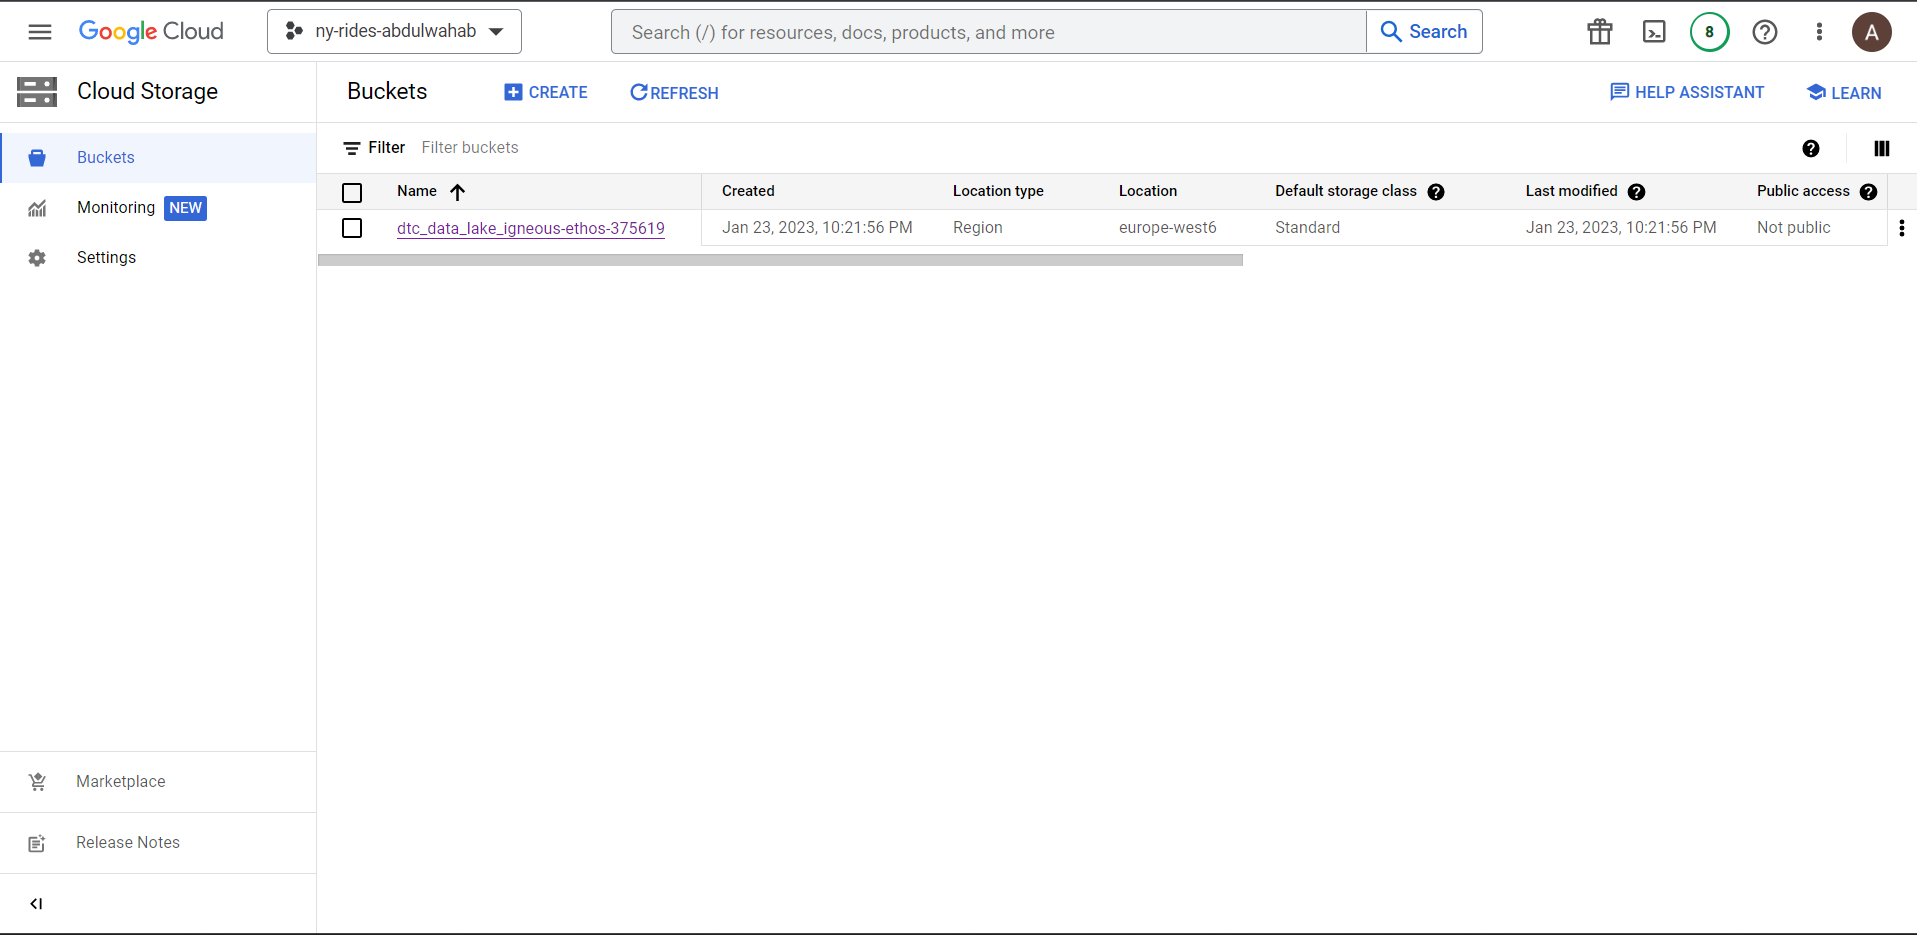 Google Cloud
ny-rides-abdulwahab
Search (/) for resources, docs, products, and more
Search
8
A
Cloud Storage
Buckets
CREATE
REFRESH
HELP ASSISTANT
LEARN
Buckets
Monitoring NEW
Settings
Filter Filter buckets
Name Created Location type Location Default storage class Last modified Public access
dtc_data_lake_igneous-ethos-375619 Jan 23, 2023, 10:21:56 PM Region europe-west6 Standard Jan 23, 2023, 10:21:56 PM Not public
Marketplace
Release Notes